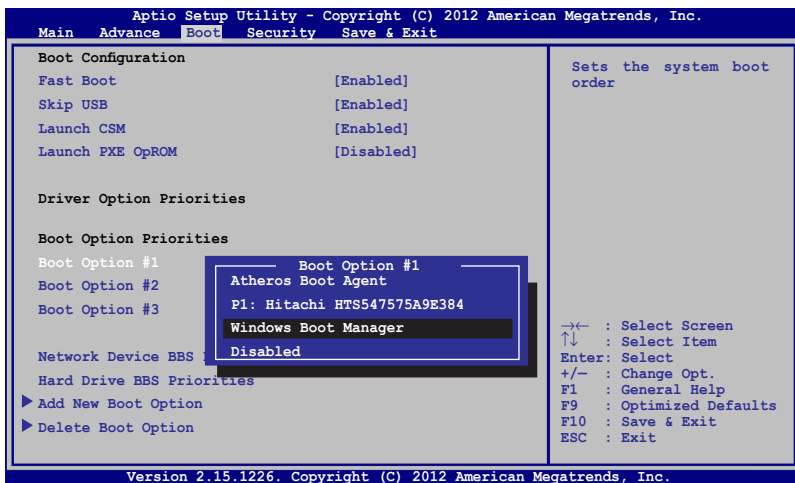 Aptio Setup Utility - Copyright (C) 2012 American Megatrends, Inc.
Main Advance Boot Security Save & Exit
Boot Configuration
Fast Boot [Enabled]
Skip USB [Enabled]
Launch CSM [Enabled]
Launch PXE OpROM [Disabled]
Driver Option Priorities
Boot Option Priorities
Boot Option #1
Boot Option #2
Boot Option #3
Network Device BBS
Hard Drive BBS Priorities
Add New Boot Option
Delete Boot Option
Boot Option #1
Atheros Boot Agent
P1: Hitachi HTS547575A9E384
Windows Boot Manager
Disabled
Sets the system boot
order
→← : Select Screen
↑↓ : Select Item
Enter: Select
+/— : Change Opt.
F1 : General Help
F9 : Optimized Defaults
F10 : Save & Exit
ESC : Exit
Version 2.15.1226. Copyright (C) 2012 American Megatrends, Inc.